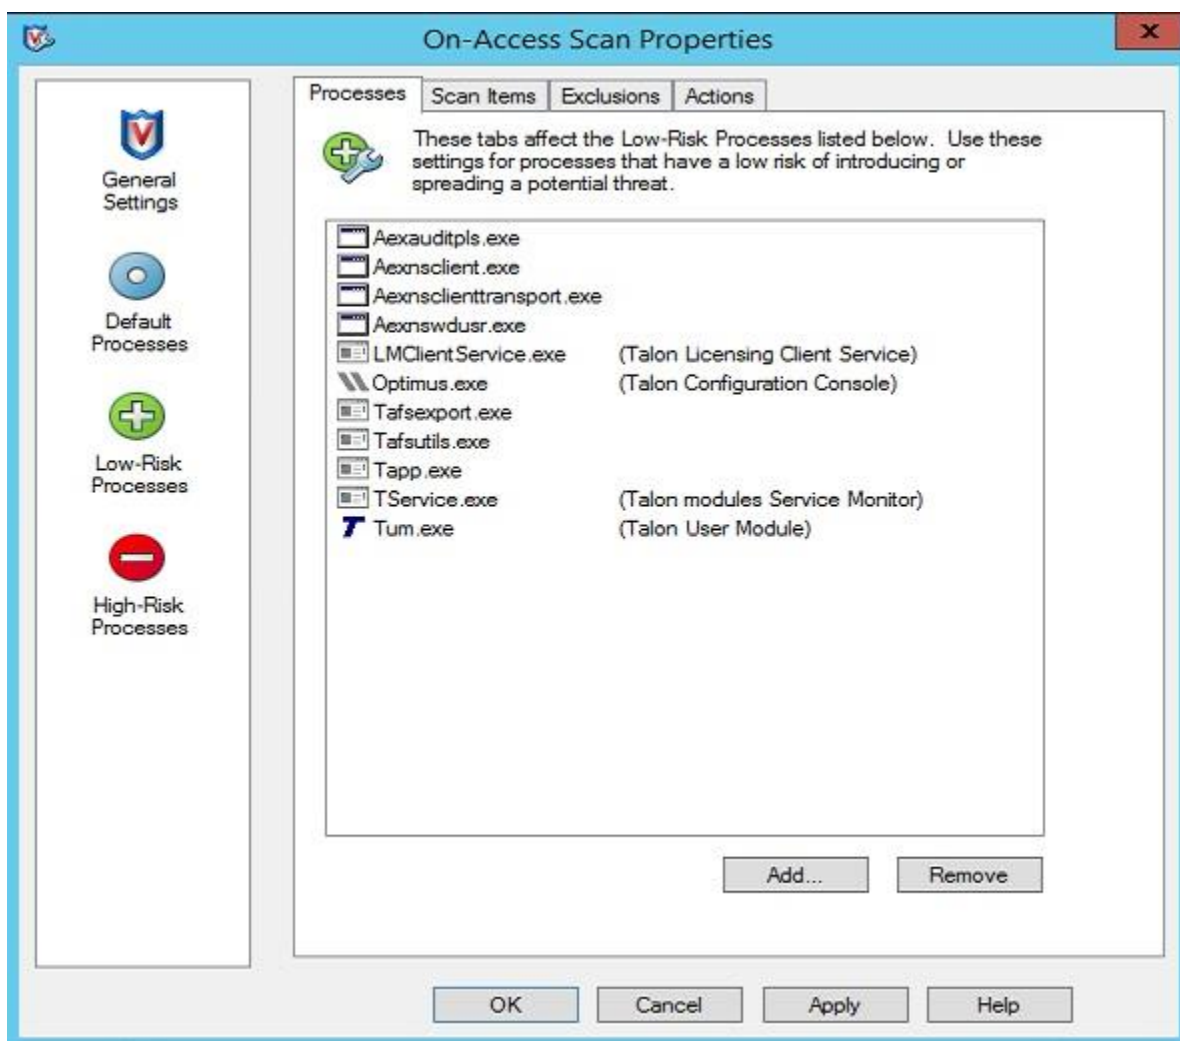 On-Access Scan Properties
x
General
Settings
Default
Processes
Low-Risk
Processes
High-Risk
Processes
Processes Scan Items Exclusions Actions
These tabs affect the Low-Risk Processes listed below. Use these
settings for processes that have a low risk of introducing or
spreading a potential threat.
Aexauditpls.exe
Aexnsclient.exe
Aexnsclienttransport.exe
Aexnswdusr.exe
LMClientService.exe (Talon Licensing Client Service)
Optimus.exe (Talon Configuration Console)
Tafsexport.exe
Tafsutils.exe
Tapp.exe
TService.exe (Talon modules Service Monitor)
Tum.exe (Talon User Module)
Add... Remove
OK Cancel Apply Help